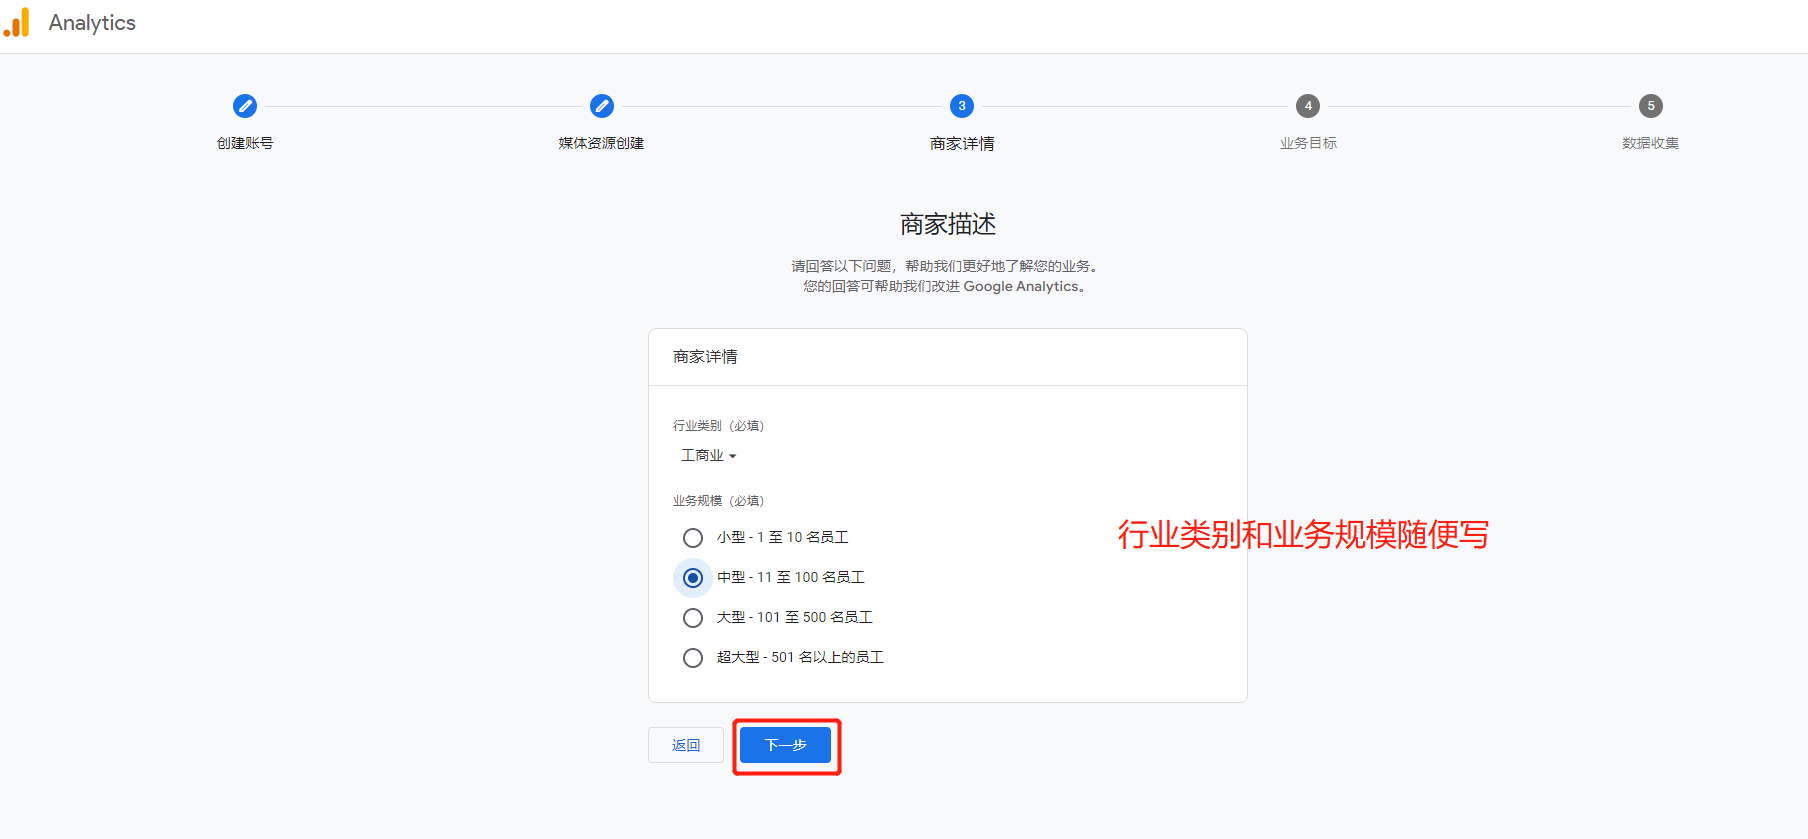 Analytics
3
4
5
创建账号
媒体资源创建
商家详情
业务目标
数据收集
商家描述
请回答以下问题，帮助我们更好地了解您的业务。
您的回答可帮助我们改进 Google Analytics。
商家详情
行业类别（必填）
工商业
业务规模（必填）
小型 - 1 至 10 名员工
行业类别和业务规模随便写
中型 - 11 至 100 名员工
大型 - 101 至 500 名员工
超大型 - 501 名以上的员工
返回
下一步